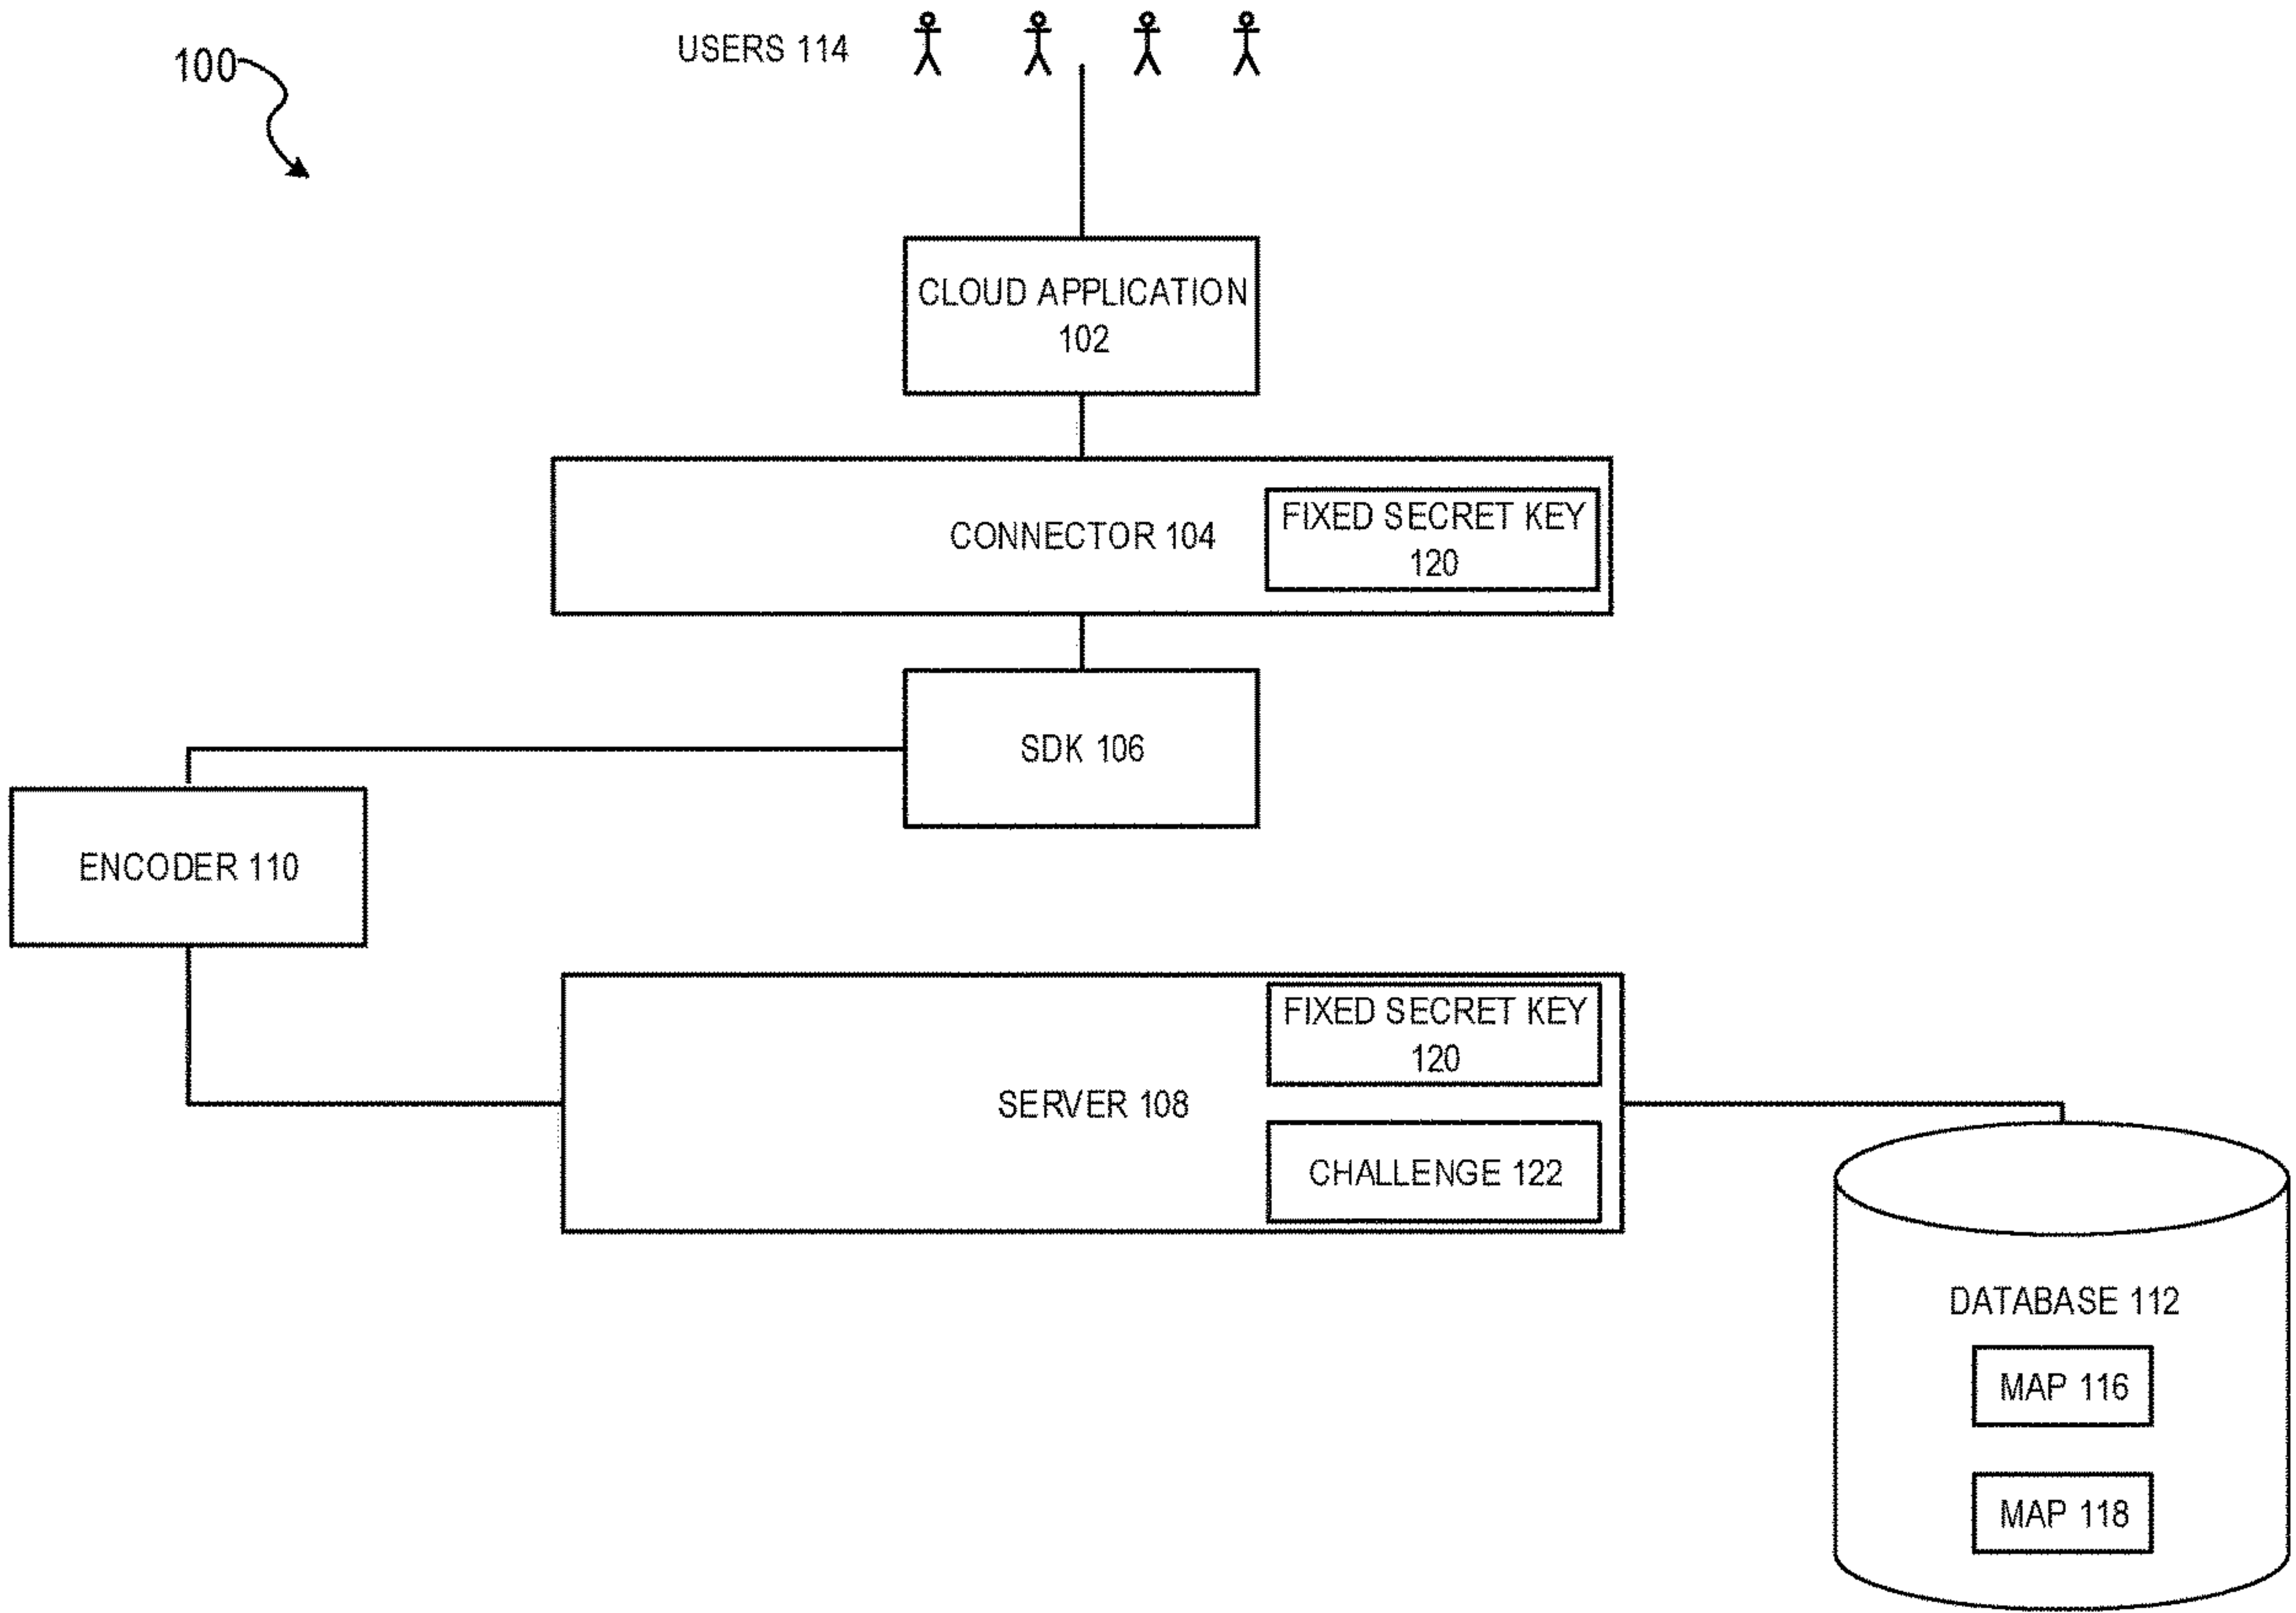 USERS 114
100
CLOUD APPLICATION
102
CONNECTOR 104
FIXED SECRET KEY
120
SDK 106
ENCODER 110
FIXED SECRET KEY
120
SERVER 108
CHALLENGE 122
DATABASE 112
MAP 116
MAP 118